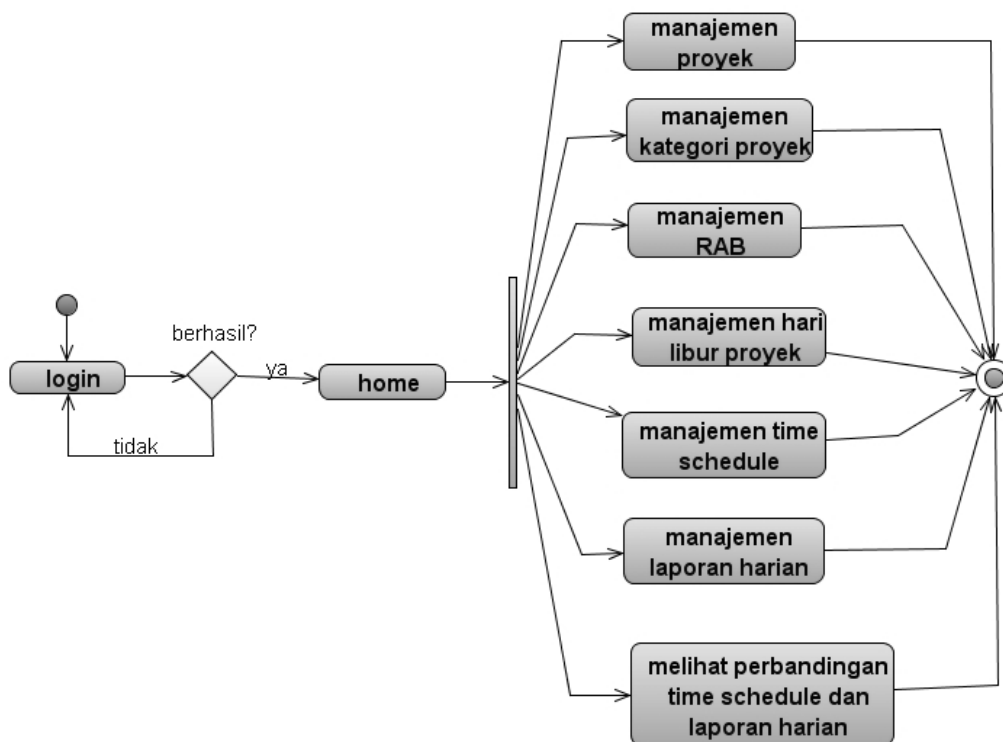 manajemen
proyek
manajemen
kategori proyek
manajemen
RAB
berhasil?
login
ya
home
tidak
manajemen hari
libur proyek
manajemen time
schedule
manajemen
laporan harian
melihat perbandingan
time schedule dan
laporan harian